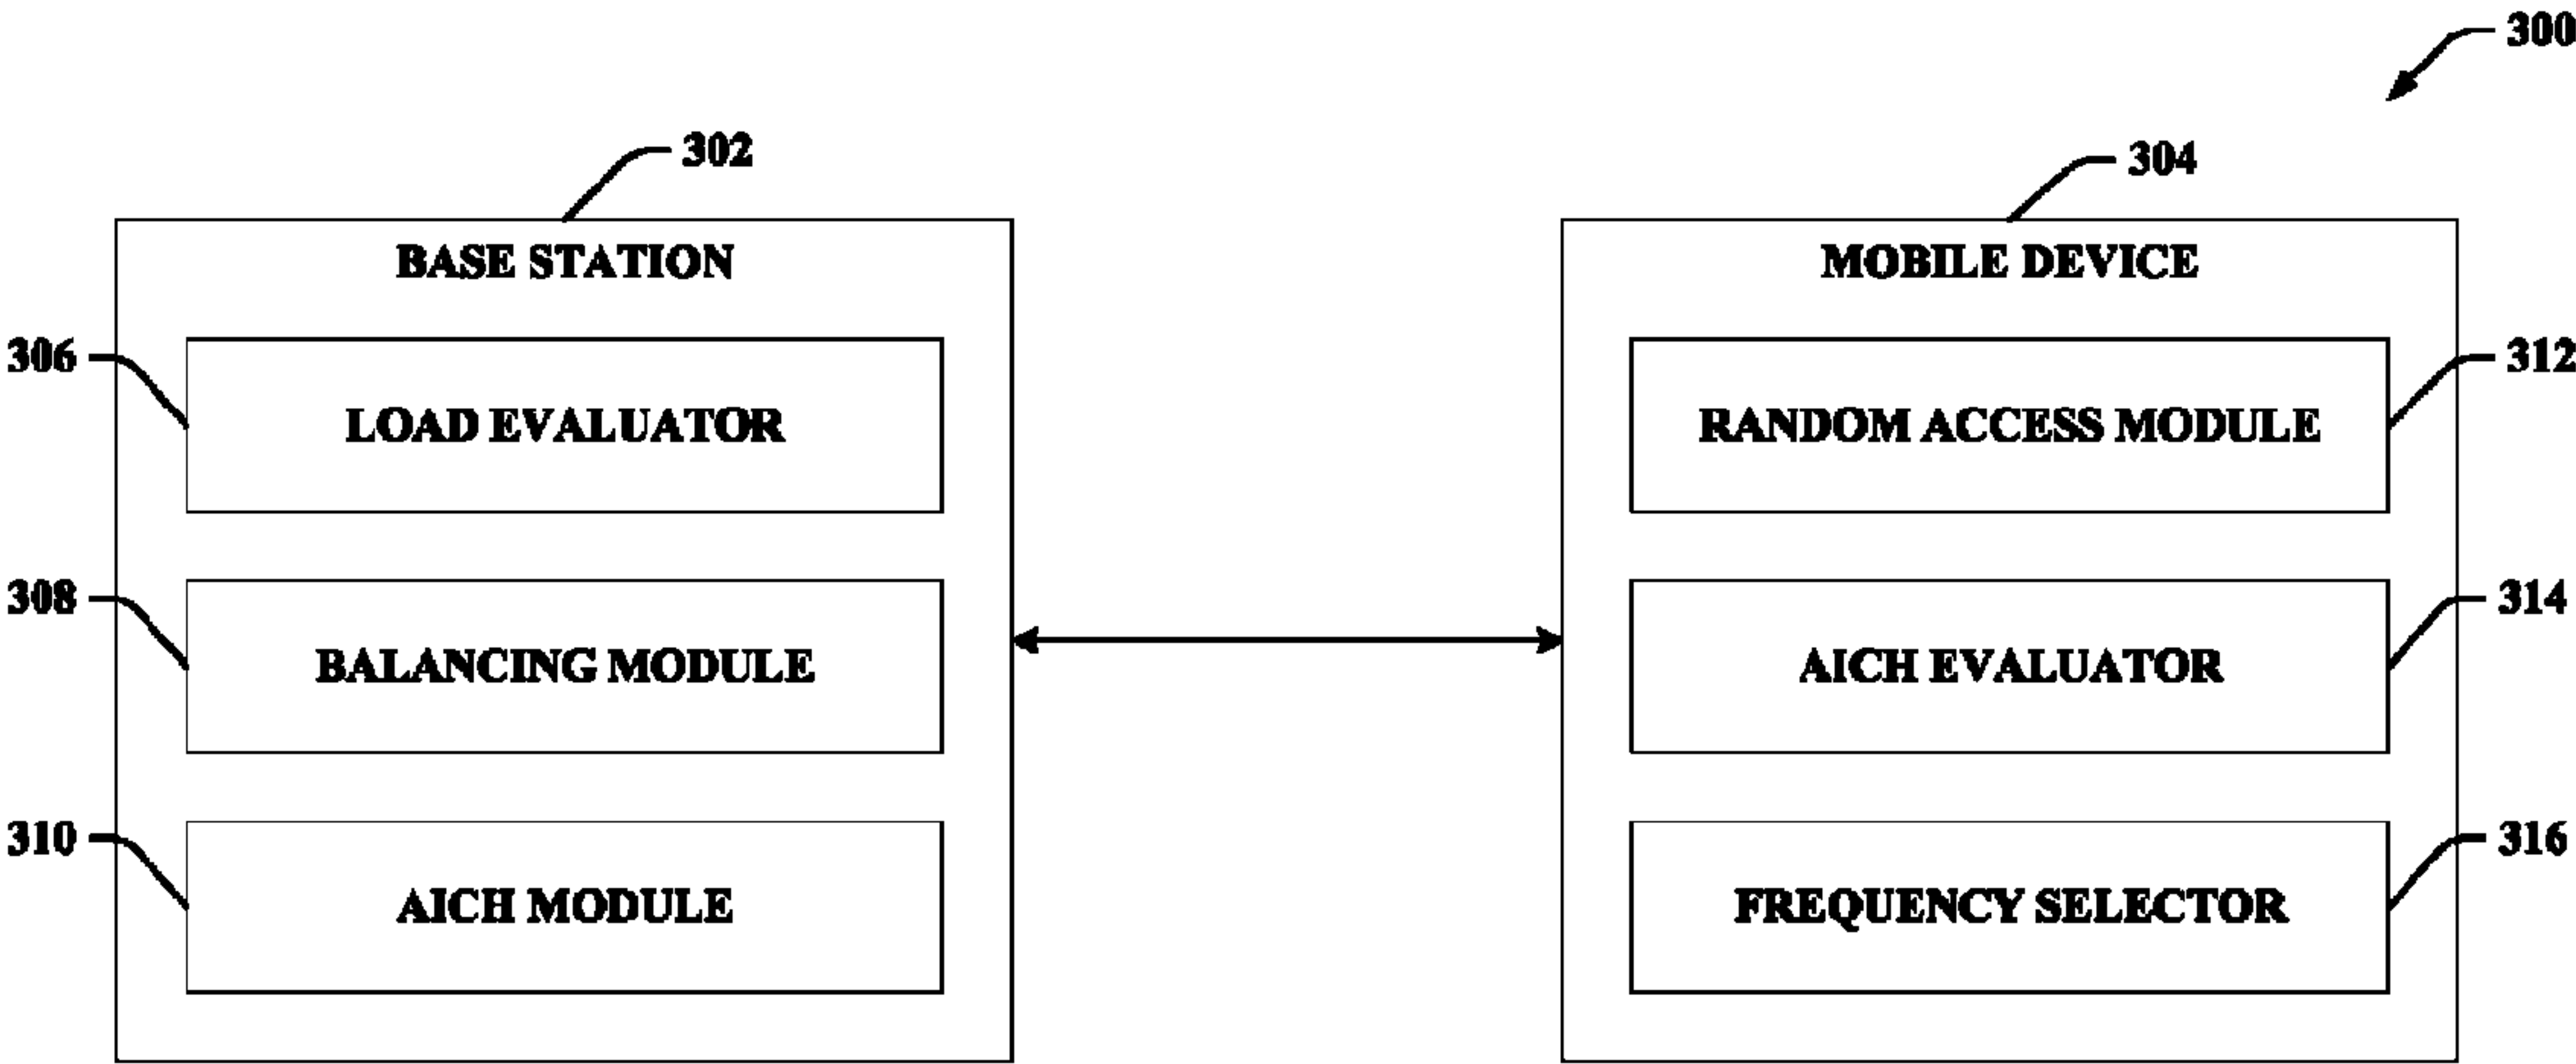 300
302
304
BASE STATION
MOBILE DEVICE
306
LOAD EVALUATOR
RANDOM ACCESS MODULE
312
308
BALANCING MODULE
AICH EVALUATOR
314
310
AICH MODULE
FREQUENCY SELECTOR
316